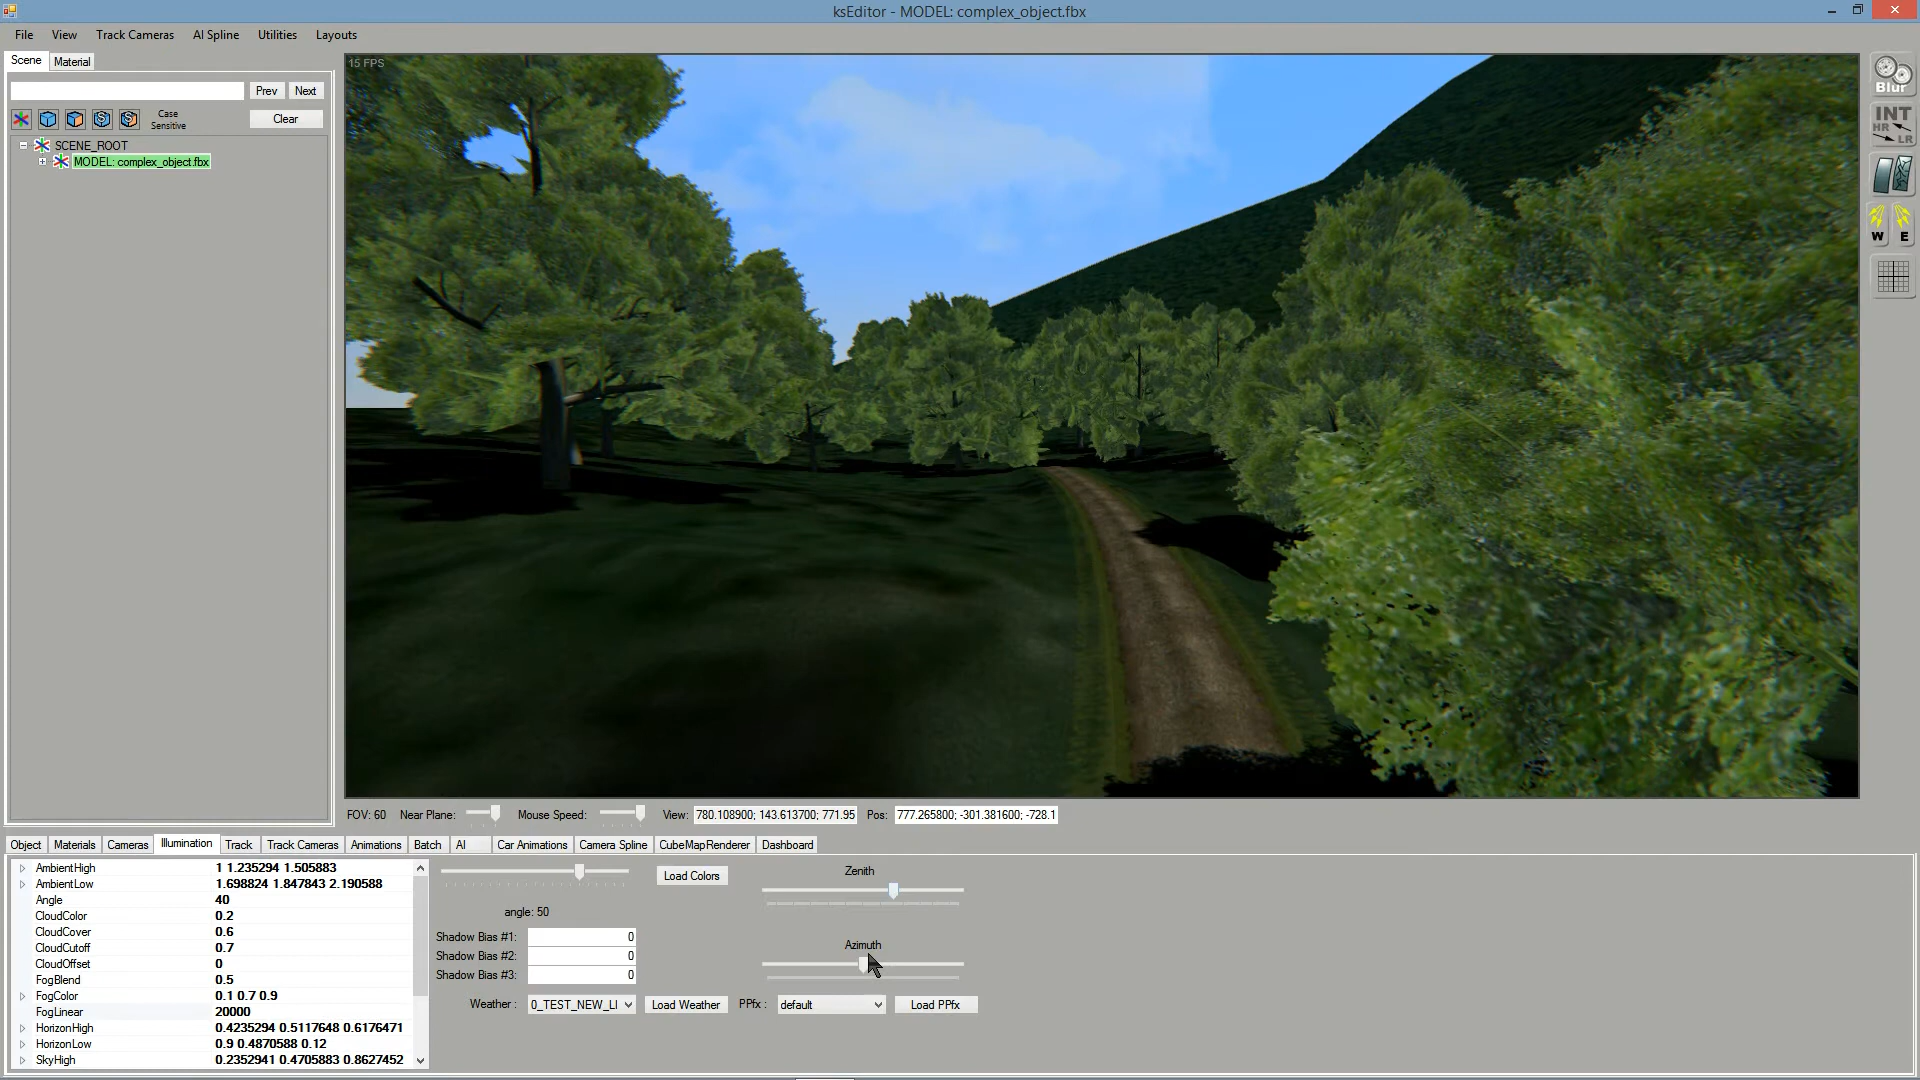 ksEditor - MODEL: complex_object.fbx
File View Track Cameras AI Spline Utilities Layouts
Scene Material
Prev Next
Case Sensitive
Clear
SCENE_ROOT
MODEL: complex_object.fbx
15 FPS
Blur
INT
HR
LR
W E
FOV: 60 Near Plane: Mouse Speed: View: 780.108900; 143.613700; 771.95 Pos: 777.265800; -301.381600; -728.1
Object Materials Cameras Illumination Track Track Cameras Animations Batch AI Car Animations Camera Spline CubeMapRenderer Dashboard
AmbientHigh 1 1.235294 1.505883
AmbientLow 1.698824 1.847843 2.190588
Angle 40
CloudColor 0.2
CloudCover 0.6
CloudCutoff 0.7
CloudOffset 0
FogBlend 0.5
FogColor 0.1 0.7 0.9
FogLinear 20000
HorizonHigh 0.4235294 0.5117648 0.6176471
HorizonLow 0.9 0.4870588 0.12
SkyHigh 0.2352941 0.4705883 0.8627452
Load Colors
angle: 50
Shadow Bias #1: 0
Shadow Bias #2: 0
Shadow Bias #3: 0
Weather : 0_TEST_NEW_LI Load Weather PPfx : default Load PPfx
Zenith
Azimuth